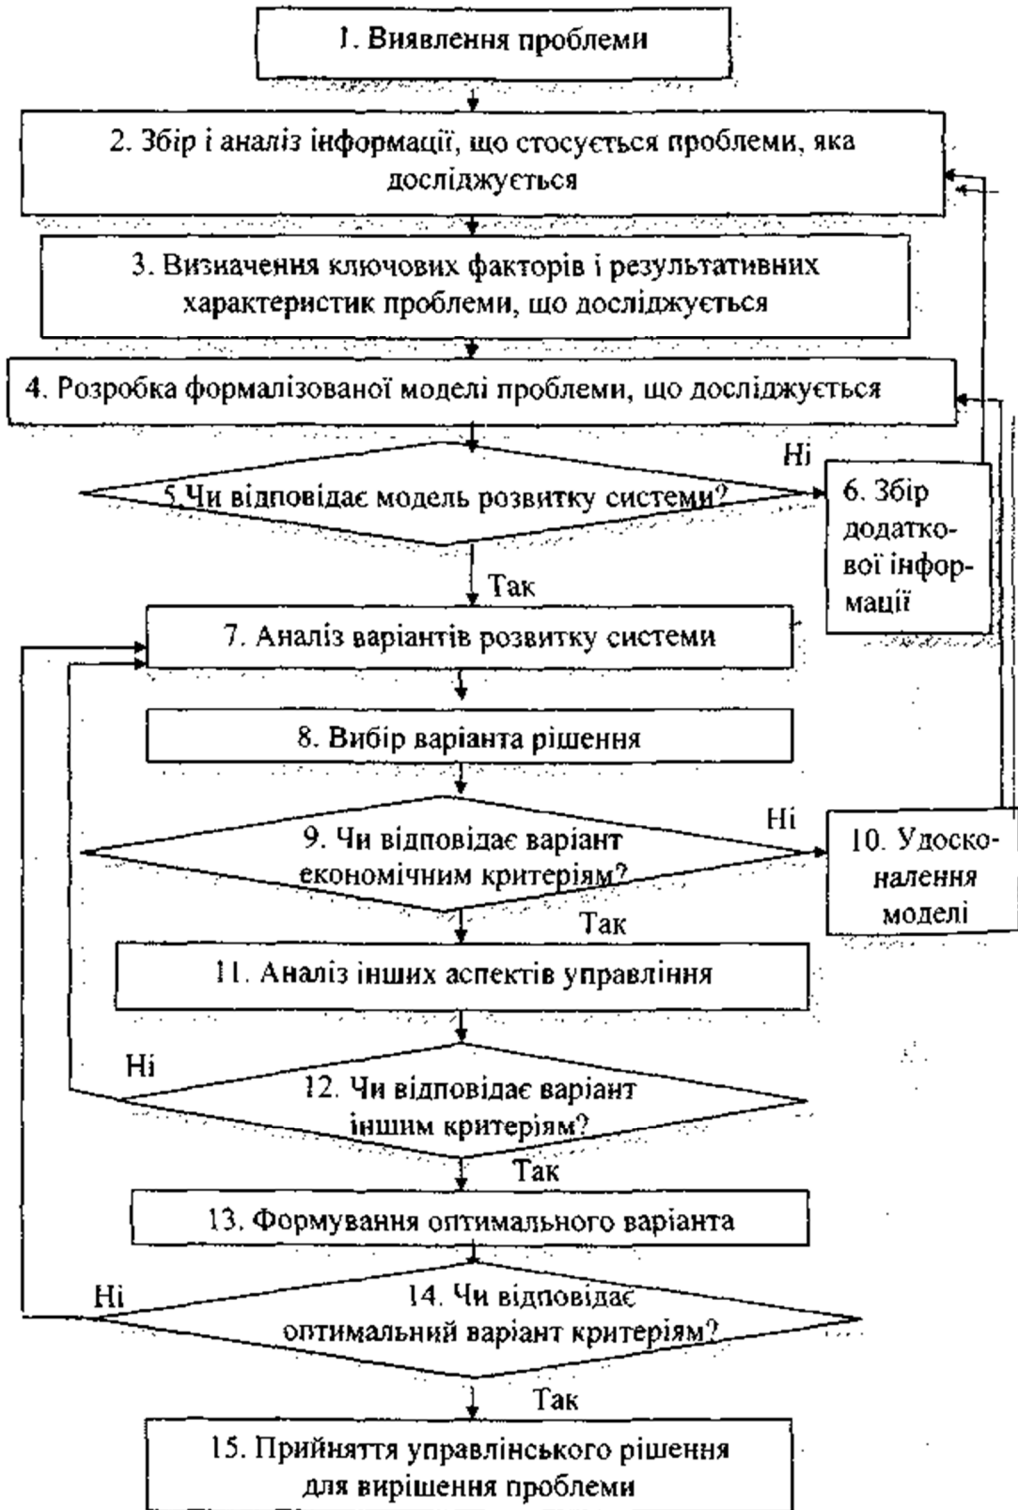 1. Виявлення проблеми
2. Збір і аналіз інформації, що стосується проблеми, яка
досліджується
3. Визначення ключових факторів і результативних
характеристик проблеми, що досліджується
4. Розробка формалізованої моделі проблеми, що досліджується
Ні
5.Чи відповідає модель розвитку системи?
6. Збір
додатко-
вої інфор-
мації
Так
7. Аналіз варіантів розвитку системи
8. Вибір варіанта рішення
Ні
9. Чи відповідає варіант
економічним критеріям?
10. Удоско-
налення
моделі
Так
11. Аналіз інших аспектів управління
Ні
12. Чи відповідає варіант
іншим критеріям?
Так
13. Формування оптимального варіанта
Ні
14. Чи відповідає
оптимальний варіант критеріям?
Так
15. Прийняття управлінського рішення
для вирішення проблеми